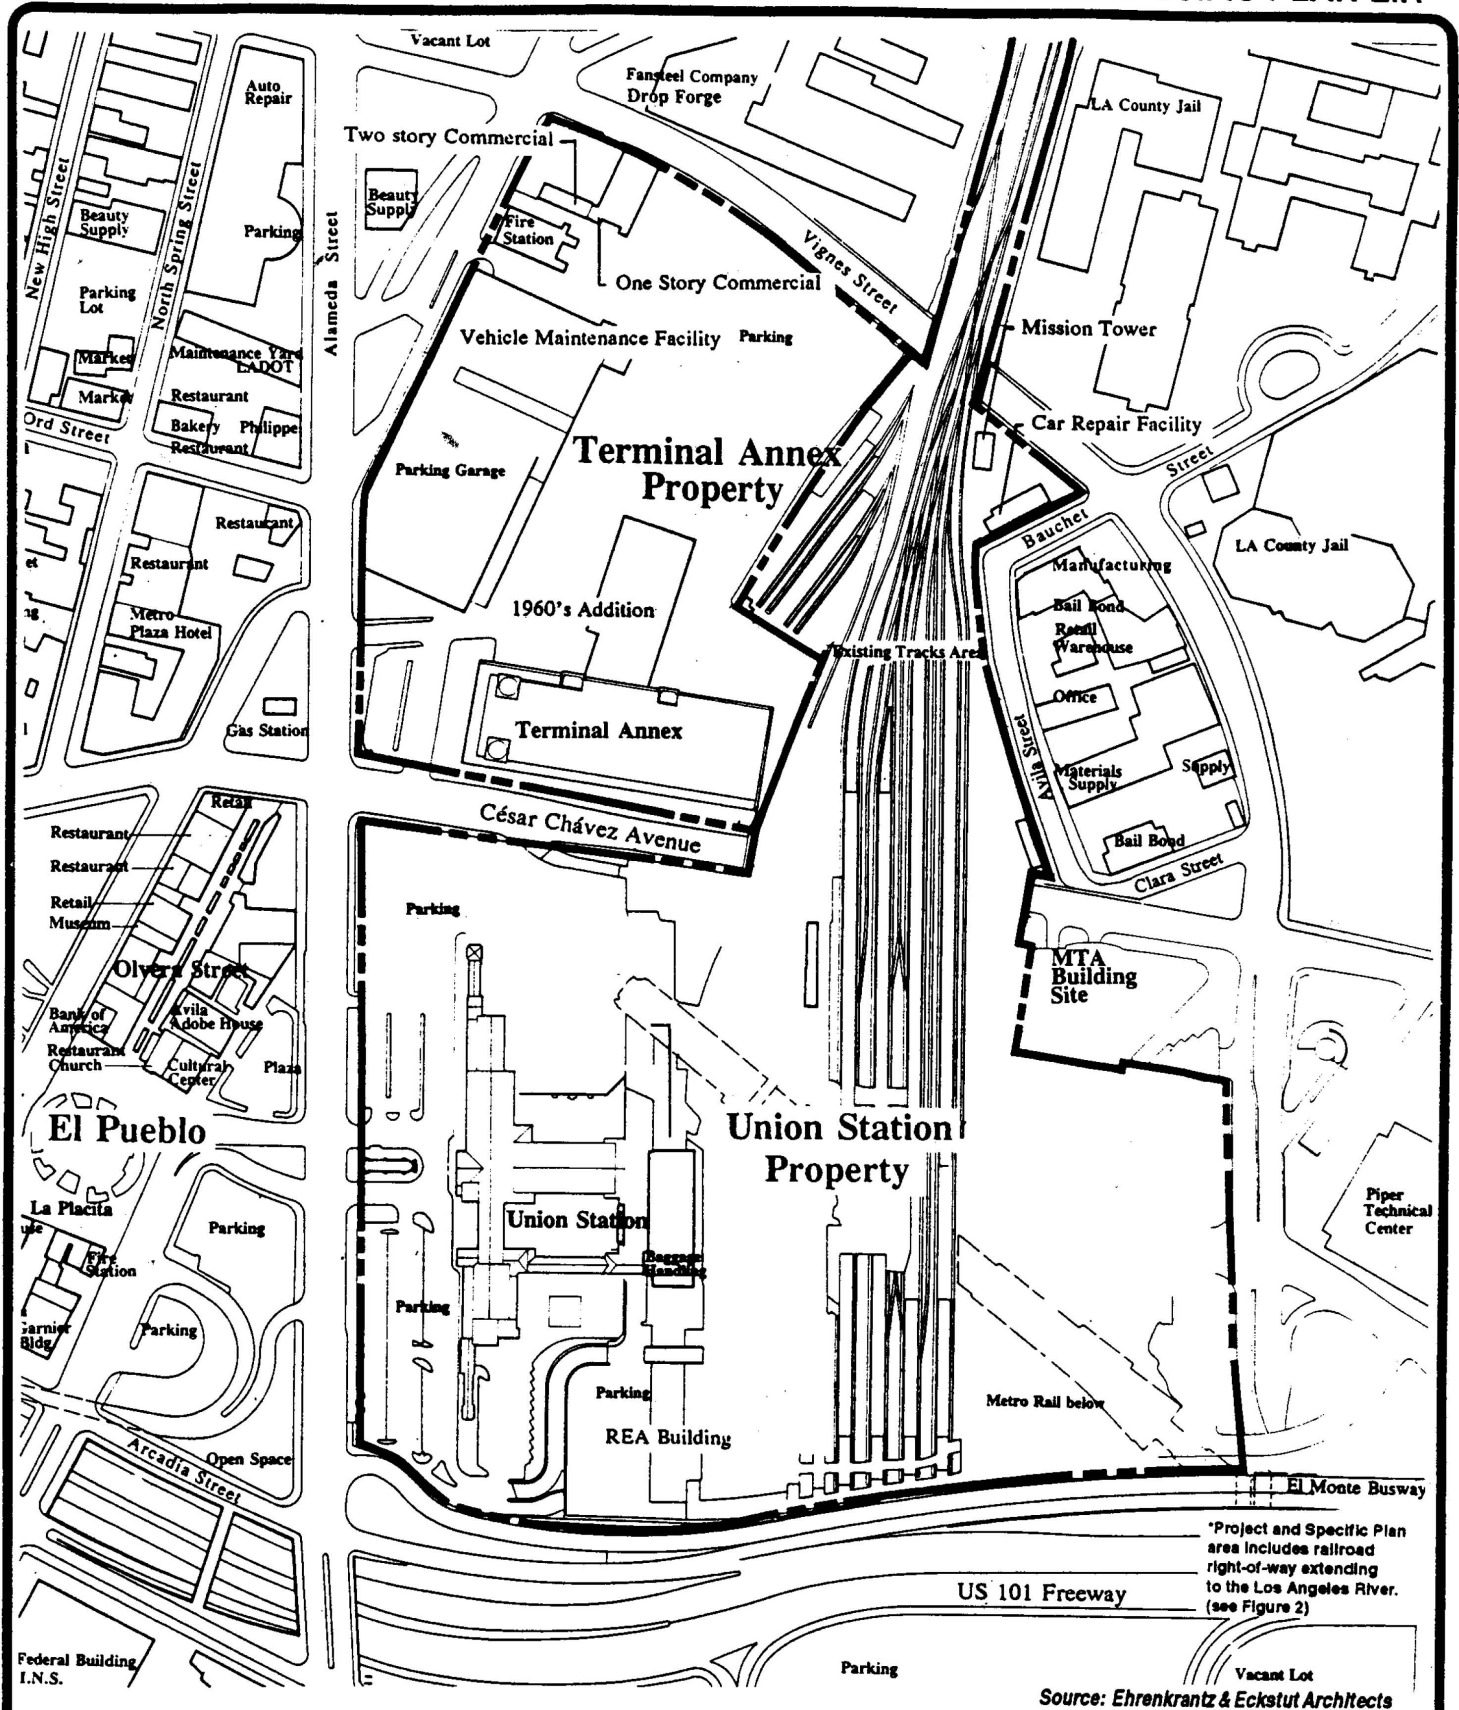 Vacant Lot
Auto
Repair
Fansteel Company
Drop Forge
LA County Jail
Two story Commercial
Beauty
Supply
Fire
Station
New High Street
North Spring Street
Alameda Street
Beauty
Supply
Parking
Vignes Street
One Story Commercial
Parking
Lot
Mission Tower
Vehicle Maintenance Facility
Parking
Market
Maintenance Yard
LADOT
Market
Restaurant
Ord Street
Bakery
Philippe
Restaurant
Car Repair Facility
Terminal Annex
Property
Parking Garage
Street
Bauchet
Restaurant
LA County Jail
Restaurant
Manufacturing
1960's Addition
Bail Bond
Metro
Plaza Hotel
Retail
Warehouse
Existing Tracks Area
Office
Gas Station
Terminal Annex
Avila Street
Materials
Supply
Supply
Retail
César Chávez Avenue
Restaurant
Bail Bond
Restaurant
Clara Street
Retail
Museum
Parking
Olvera Street
MTA
Building
Site
Bank of
America
Avila
Adobe House
Restaurant
Church
Cultural
Center
Plaza
El Pueblo
Union Station
Property
La Placita
Parking
Union Station
Piper
Technical
Center
Fire
Station
Baggage
Handling
Parking
Garnier
Bldg.
Parking
Parking
Metro Rail below
REA Building
Arcadia Street
Open Space
El Monte Busway
*Project and Specific Plan
area includes railroad
right-of-way extending
to the Los Angeles River.
(see Figure 2)
US 101 Freeway
Federal Building
I.N.S.
Parking
Vacant Lot
Source: Ehrenkrantz & Eckstut Architects